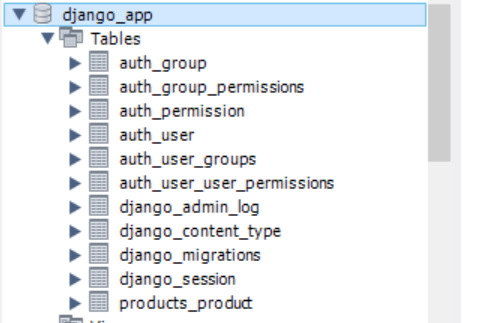 django_app
Tables
auth_group
auth_group_permissions
auth_permission
auth_user
auth_user_groups
auth_user_user_permissions
django_admin_log
django_content_type
django_migrations
django_session
products_product